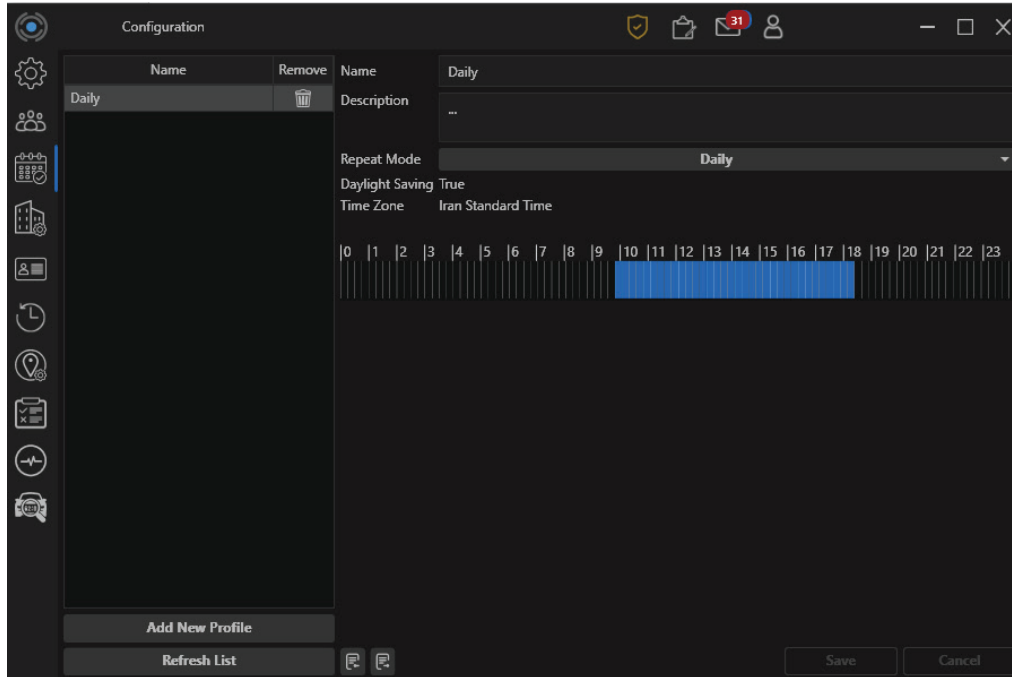 Configuration
31
Name Remove
Daily
Name Daily
Description ...
Repeat Mode Daily
Daylight Saving True
Time Zone Iran Standard Time
|0 |1 |2 |3 |4 |5 |6 |7 |8 |9 |10 |11 |12 |13 |14 |15 |16 |17 |18 |19 |20 |21 |22 |23
Add New Profile
Refresh List
Save Cancel